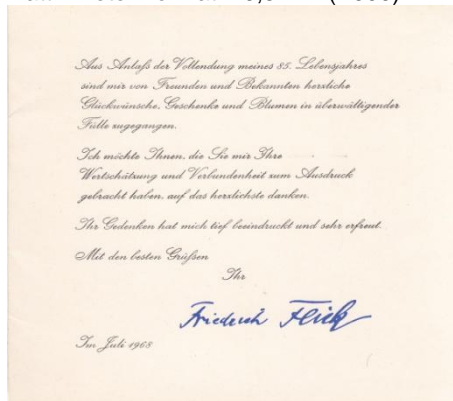 Aus Anlaß der Vollendung meines 85. Lebensjahres
sind mir von Freunden und Bekannten herzliche
Glückwünsche, Geschenke und Blumen in überwältigender
Fülle zugegangen.
Ich möchte Ihnen, die Sie mir Ihre
Wertschätzung und Verbundenheit zum Ausdruck
gebracht haben, auf das herzlichste danken.
Ihr Gedenken hat mich tief beeindruckt und sehr erfreut.
Mit den besten Grüßen
Ihr
Friedrich Flick
Im Juli 1968